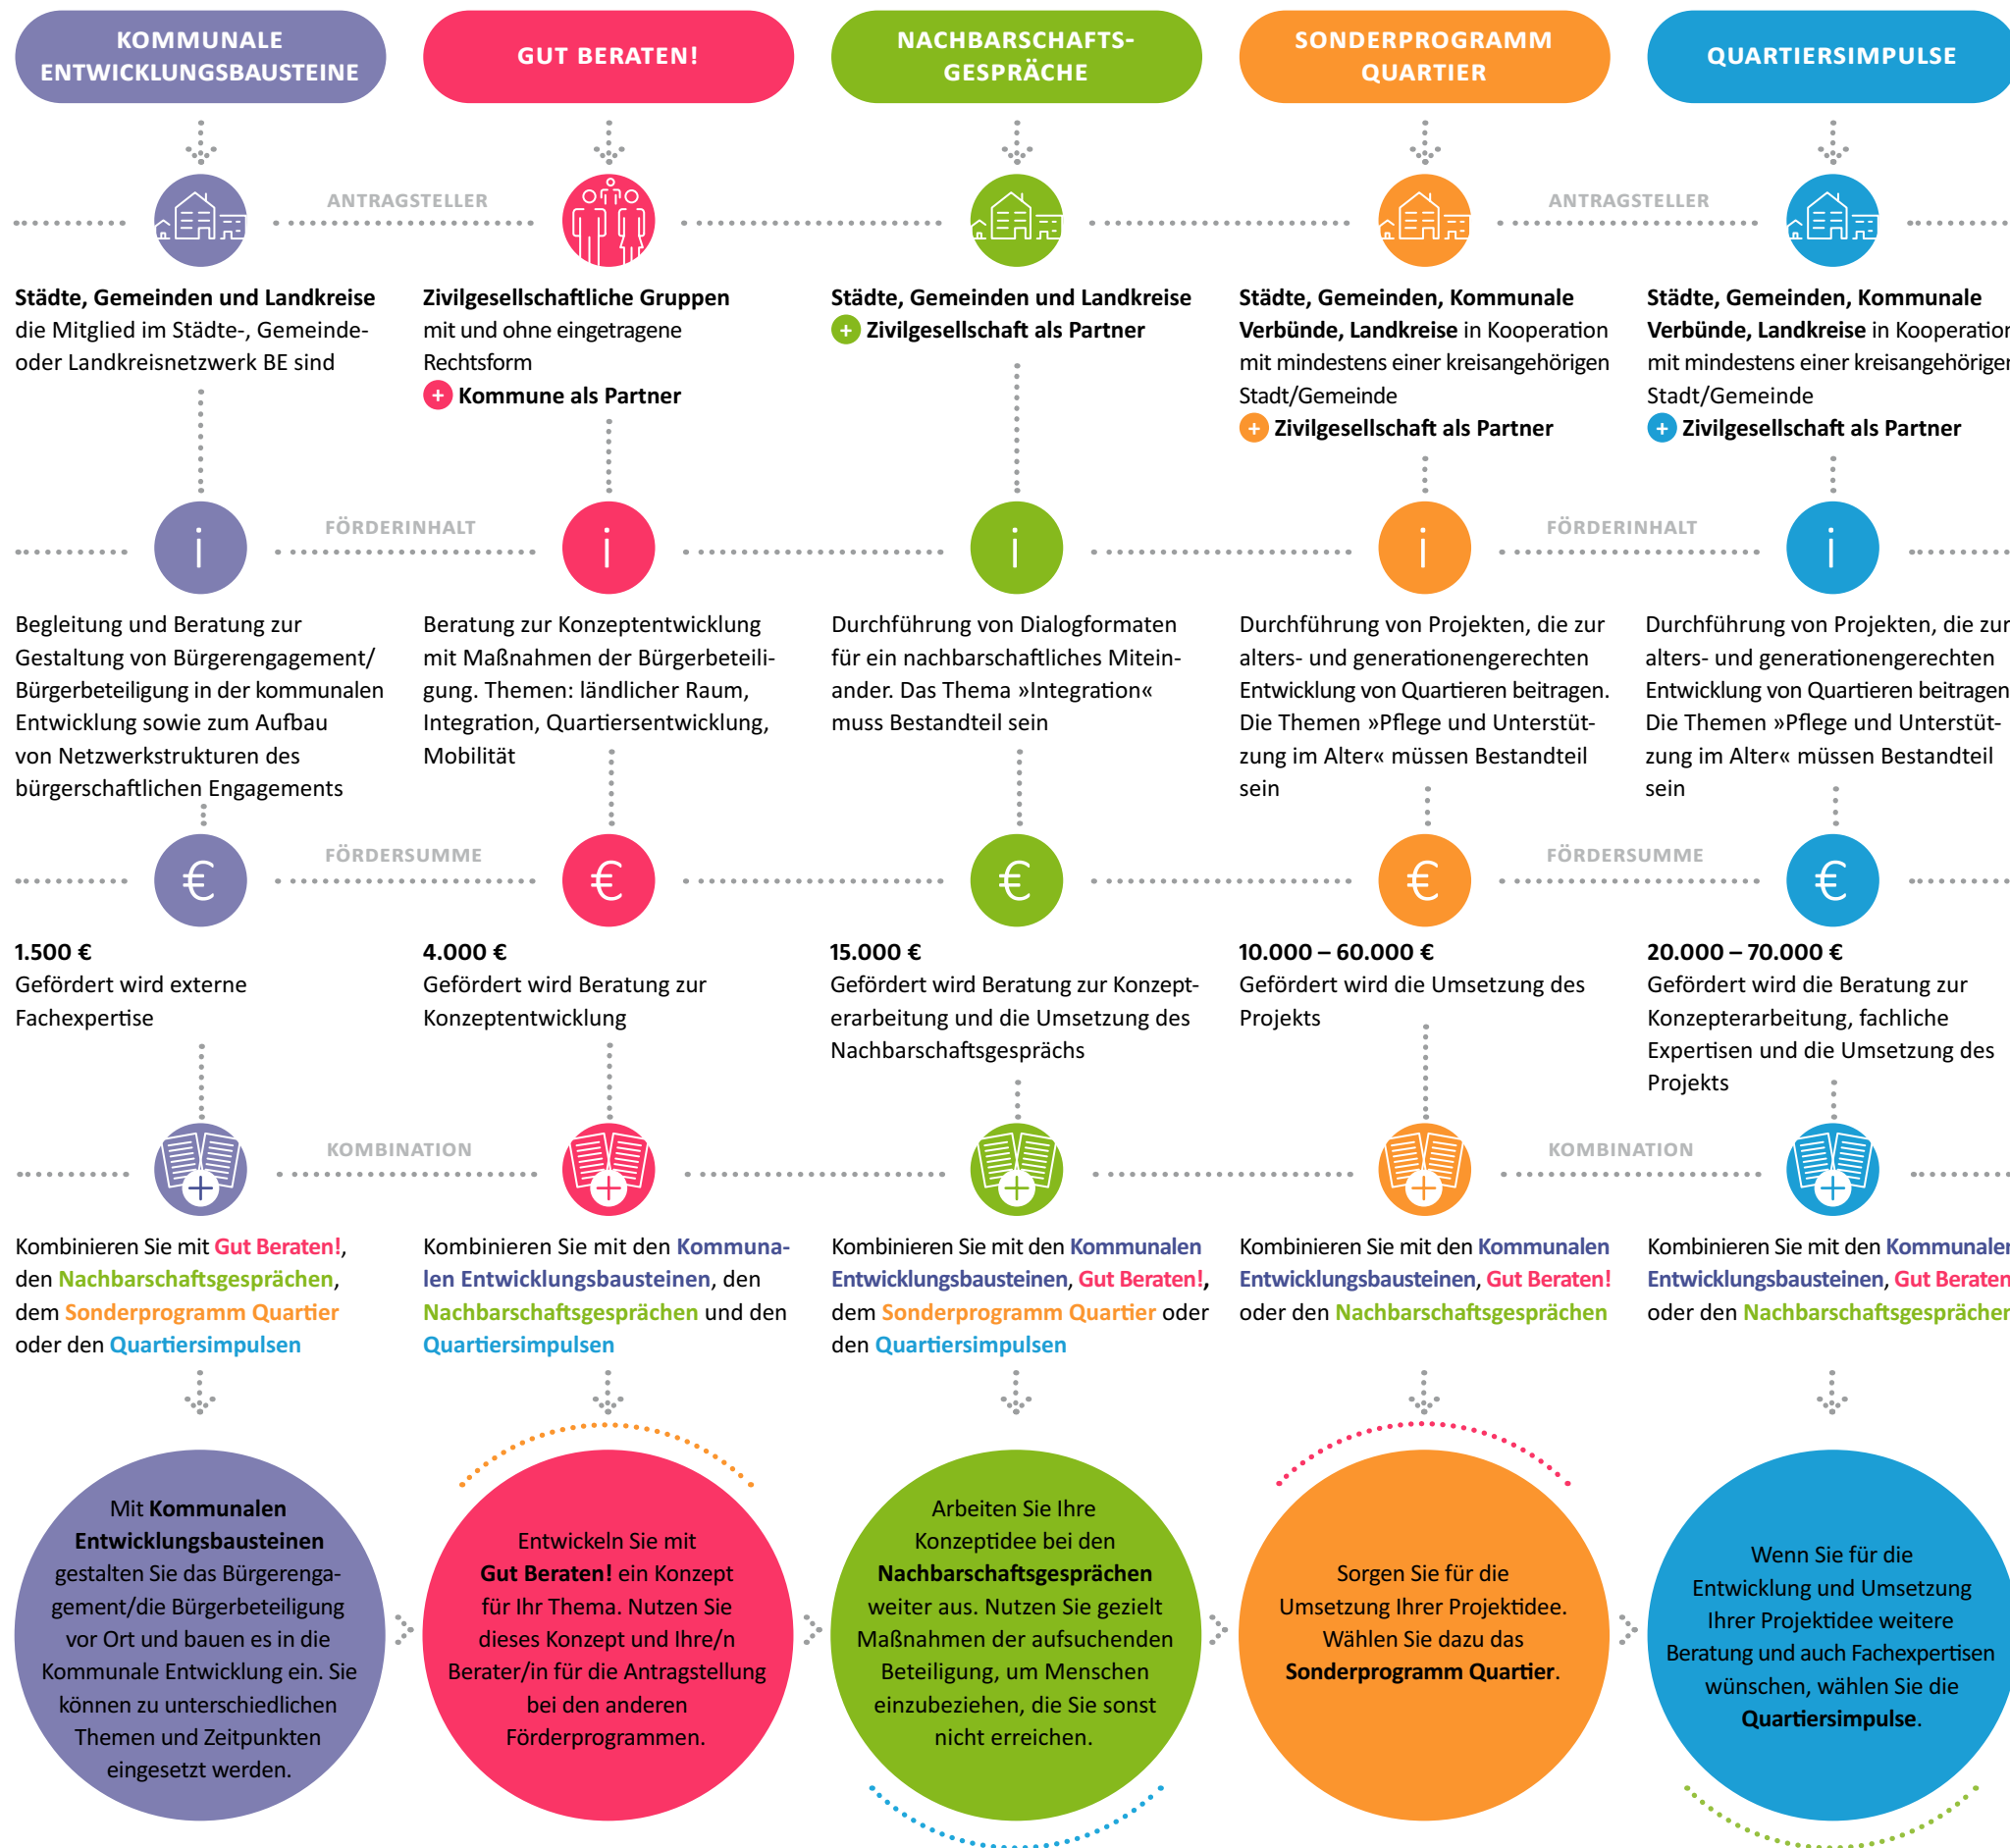 KOMMUNALE
ENTWICKLUNGSBAUSTEINE
GUT BERATEN!
NACHBARSCHAFTS-
GESPRÄCHE
SONDERPROGRAMM
QUARTIER
QUARTIERSIMPULSE
ANTRAGSTELLER
ANTRAGSTELLER
Städte, Gemeinden und Landkreise
die Mitglied im Städte-, Gemeinde-
oder Landkreisnetzwerk BE sind
Zivilgesellschaftliche Gruppen
mit und ohne eingetragene
Rechtsform
+ Kommune als Partner
Städte, Gemeinden und Landkreise
+ Zivilgesellschaft als Partner
Städte, Gemeinden, Kommunale
Verbünde, Landkreise in Kooperation
mit mindestens einer kreisangehörigen
Stadt/Gemeinde
+ Zivilgesellschaft als Partner
Städte, Gemeinden, Kommunale
Verbünde, Landkreise in Kooperation
mit mindestens einer kreisangehörigen
Stadt/Gemeinde
+ Zivilgesellschaft als Partner
i
FÖRDERINHALT
i
i
i
FÖRDERINHALT
i
Begleitung und Beratung zur
Gestaltung von Bürgerengagement/
Bürgerbeteiligung in der kommunalen
Entwicklung sowie zum Aufbau
von Netzwerkstrukturen des
bürgerschaftlichen Engagements
Beratung zur Konzeptentwicklung
mit Maßnahmen der Bürgerbeteili-
gung. Themen: ländlicher Raum,
Integration, Quartiersentwicklung,
Mobilität
Durchführung von Dialogformaten
für ein nachbarschaftliches Mitein-
ander. Das Thema »Integration«
muss Bestandteil sein
Durchführung von Projekten, die zur
alters- und generationengerechten
Entwicklung von Quartieren beitragen.
Die Themen »Pflege und Unterstüt-
zung im Alter« müssen Bestandteil
sein
Durchführung von Projekten, die zur
alters- und generationengerechten
Entwicklung von Quartieren beitragen
Die Themen »Pflege und Unterstüt-
zung im Alter« müssen Bestandteil
sein
€
FÖRDERSUMME
€
€
€
FÖRDERSUMME
€
1.500 €
Gefördert wird externe
Fachexpertise
4.000 €
Gefördert wird Beratung zur
Konzeptentwicklung
15.000 €
Gefördert wird Beratung zur Konzept-
erarbeitung und die Umsetzung des
Nachbarschaftsgesprächs
10.000 – 60.000 €
Gefördert wird die Umsetzung des
Projekts
20.000 – 70.000 €
Gefördert wird die Beratung zur
Konzepterarbeitung, fachliche
Expertisen und die Umsetzung des
Projekts
KOMBINATION
KOMBINATION
Kombinieren Sie mit Gut Beraten!,
den Nachbarschaftsgesprächen,
dem Sonderprogramm Quartier
oder den Quartiersimpulsen
Kombinieren Sie mit den Kommuna-
len Entwicklungsbausteinen, den
Nachbarschaftsgesprächen und den
Quartiersimpulsen
Kombinieren Sie mit den Kommunalen
Entwicklungsbausteinen, Gut Beraten!,
dem Sonderprogramm Quartier oder
den Quartiersimpulsen
Kombinieren Sie mit den Kommunalen
Entwicklungsbausteinen, Gut Beraten!
oder den Nachbarschaftsgesprächen
Kombinieren Sie mit den Kommunalen
Entwicklungsbausteinen, Gut Beraten
oder den Nachbarschaftsgesprächen
Mit Kommunalen
Entwicklungsbausteinen
gestalten Sie das Bürgerenga-
gement/die Bürgerbeteiligung
vor Ort und bauen es in die
Kommunale Entwicklung ein. Sie
können zu unterschiedlichen
Themen und Zeitpunkten
eingesetzt werden.
Entwickeln Sie mit
Gut Beraten! ein Konzept
für Ihr Thema. Nutzen Sie
dieses Konzept und Ihre/n
Berater/in für die Antragstellung
bei den anderen
Förderprogrammen.
Arbeiten Sie Ihre
Konzeptidee bei den
Nachbarschaftsgesprächen
weiter aus. Nutzen Sie gezielt
Maßnahmen der aufsuchenden
Beteiligung, um Menschen
einzubeziehen, die Sie sonst
nicht erreichen.
Sorgen Sie für die
Umsetzung Ihrer Projektidee.
Wählen Sie dazu das
Sonderprogramm Quartier.
Wenn Sie für die
Entwicklung und Umsetzung
Ihrer Projektidee weitere
Beratung und auch Fachexpertisen
wünschen, wählen Sie die
Quartiersimpulse.